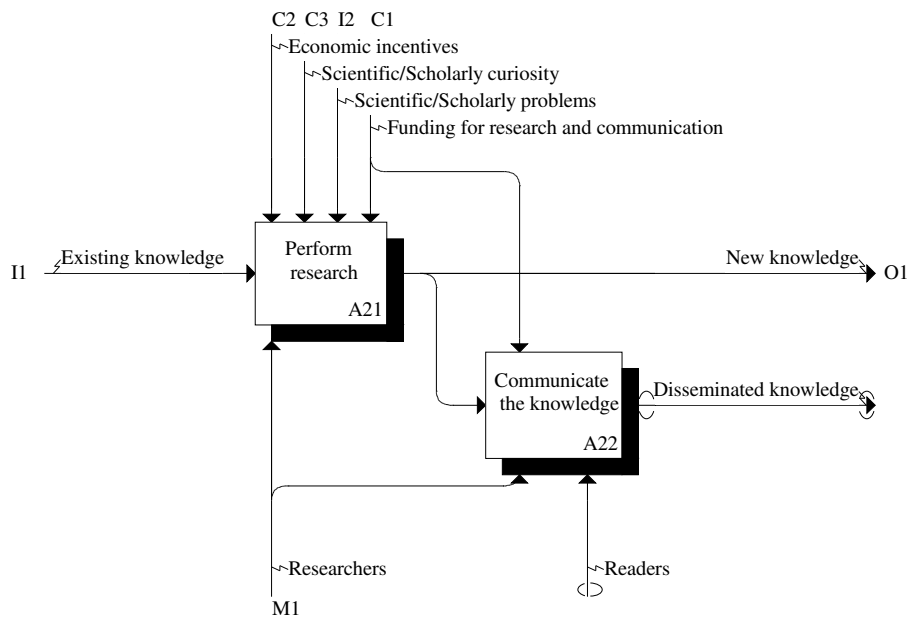 C2 C3 I2 C1
Economic incentives
Scientific/Scholarly curiosity
Scientific/Scholarly problems
Funding for research and communication
Perform
research
A21
I1
Existing knowledge
New knowledge
O1
Communicate
the knowledge
A22
Disseminated knowledge
Researchers
Readers
M1